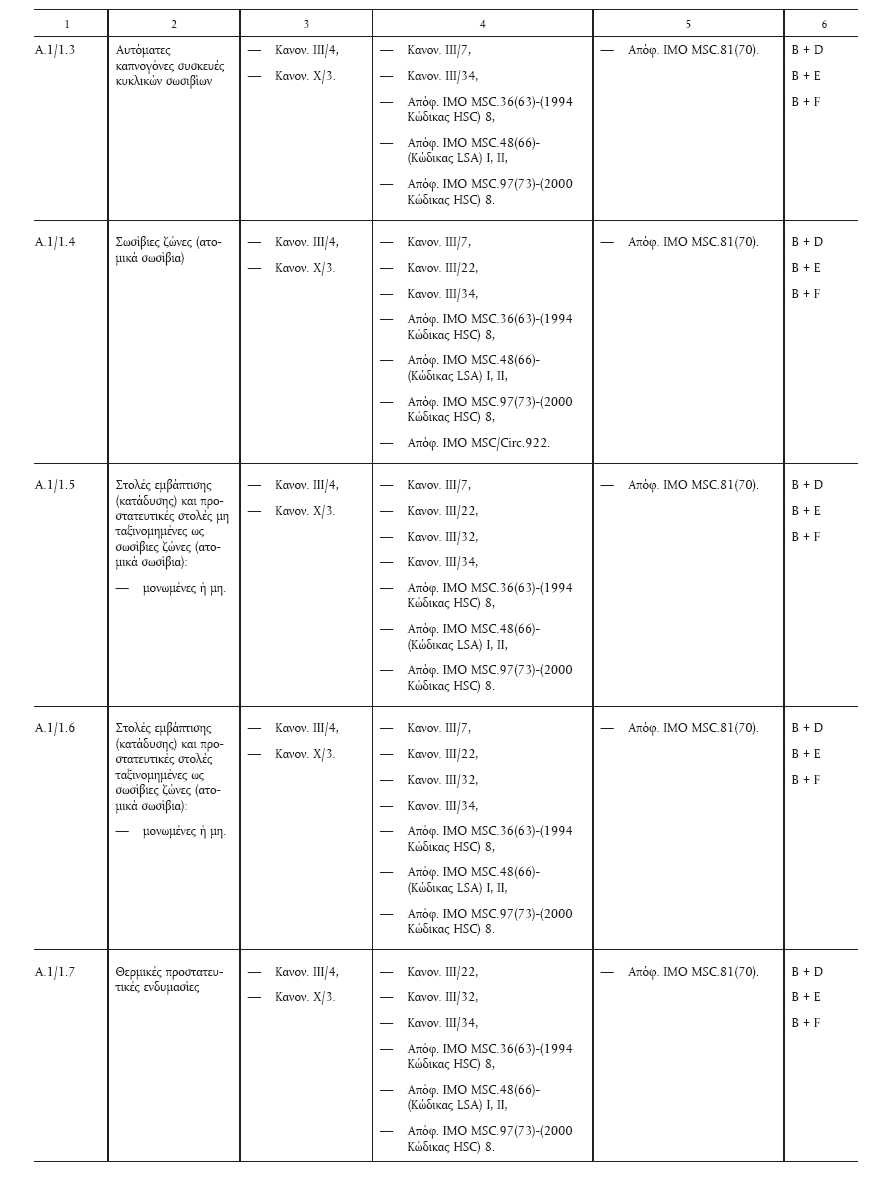 1 2 3 4 5 6
A.1/1.3 Αυτόματες — Κανον. III/4, — Κανον. III/7, — Απόφ. IMO MSC.81(70). B + D
καπνογόνες συσκευές
κυκλικών σωσιβίων — Κανον. X/3. — Κανον. III/34, B + E
— Απόφ. IMO MSC.36(63)-(1994 B + F
Κώδικας HSC) 8,
— Απόφ. IMO MSC.48(66)-
(Κώδικας LSA) I, II,
— Απόφ. IMO MSC.97(73)-(2000
Κώδικας HSC) 8.
A.1/1.4 Σωσίβιες ζώνες (ατο- — Κανον. III/4, — Κανον. III/7, — Απόφ. IMO MSC.81(70). B + D
μικά σωσίβια)
— Κανον. X/3. — Κανον. III/22, B + E
— Κανον. III/34, B + F
— Απόφ. IMO MSC.36(63)-(1994
Κώδικας HSC) 8,
— Απόφ. IMO MSC.48(66)-
(Κώδικας LSA) I, II,
— Απόφ. IMO MSC.97(73)-(2000
Κώδικας HSC) 8,
— Απόφ. IMO MSC/Circ.922.
A.1/1.5 Στολές εμβάπτισης — Κανον. III/4, — Κανον. III/7, — Απόφ. IMO MSC.81(70). B + D
(κατάδυσης) και προ-
στατευτικές στολές μη — Κανον. X/3. — Κανον. III/22, B + E
ταξινομημένες ως
σωσίβιες ζώνες (ατο- — Κανον. III/32, B + F
μικά σωσίβια): — Κανον. III/34,
— μονωμένες ή μη. — Απόφ. IMO MSC.36(63)-(1994
Κώδικας HSC) 8,
— Απόφ. IMO MSC.48(66)-
(Κώδικας LSA) I, II,
— Απόφ. IMO MSC.97(73)-(2000
Κώδικας HSC) 8.
A.1/1.6 Στολές εμβάπτισης — Κανον. III/4, — Κανον. III/7, — Απόφ. IMO MSC.81(70). B + D
(κατάδυσης) και προ-
στατευτικές στολές — Κανον. X/3. — Κανον. III/22, B + E
ταξινομημένες ως
σωσίβιες ζώνες (ατο- — Κανον. III/32, B + F
μικά σωσίβια): — Κανον. III/34,
— μονωμένες ή μη. — Απόφ. IMO MSC.36(63)-(1994
Κώδικας HSC) 8,
— Απόφ. IMO MSC.48(66)-
(Κώδικας LSA) I, II,
— Απόφ. IMO MSC.97(73)-(2000
Κώδικας HSC) 8.
A.1/1.7 Θερμικές προστατευ- — Κανον. III/4, — Κανον. III/22, — Απόφ. IMO MSC.81(70). B + D
τικές ενδυμασίες
— Κανον. X/3. — Κανον. III/32, B + E
— Κανον. III/34, B + F
— Απόφ. IMO MSC.36(63)-(1994
Κώδικας HSC) 8,
— Απόφ. IMO MSC.48(66)-
(Κώδικας LSA) I, II,
— Απόφ. IMO MSC.97(73)-(2000
Κώδικας HSC) 8.